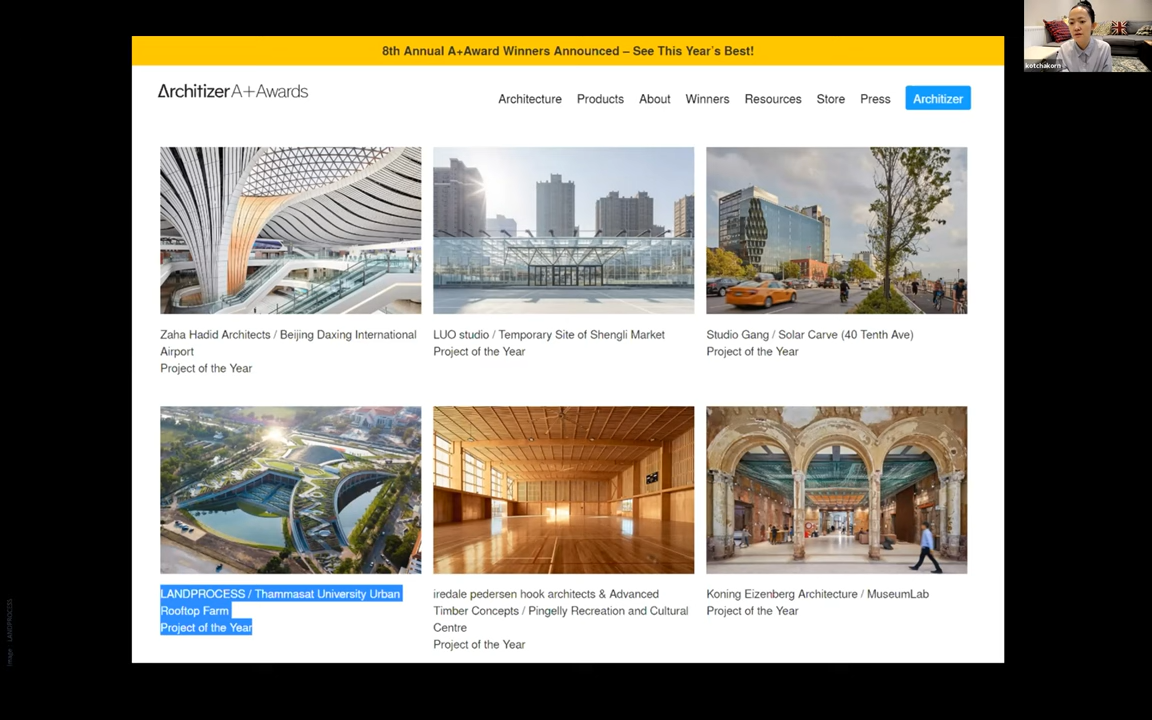 8th Annual A+Award Winners Announced – See This Year's Best!
kotchakorn
Architizer A+Awards
Architecture Products About Winners Resources Store Press Architizer
Zaha Hadid Architects / Beijing Daxing International
Airport
Project of the Year
LUO studio / Temporary Site of Shengli Market
Project of the Year
Studio Gang / Solar Carve (40 Tenth Ave)
Project of the Year
LANDPROCESS / Thammasat University Urban
Rooftop Farm
Project of the Year
iredale pedersen hook architects & Advanced
Timber Concepts / Pingelly Recreation and Cultural
Centre
Project of the Year
Koning Eizenberg Architecture / MuseumLab
Project of the Year
Image LANDPROCESS